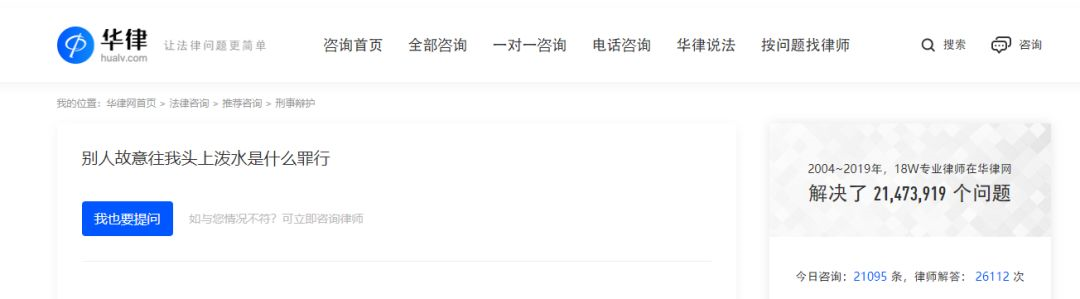 华律 让法律问题更简单 咨询首页 全部咨询 一对一咨询 电话咨询 华律说法 按问题找律师 搜索 咨询
hualv.com
我的位置：华律网首页 > 法律咨询 > 推荐咨询 > 刑事辩护
别人故意往我头上泼水是什么罪行
我也要提问 如与您情况不符？可立即咨询律师
2004~2019年，18W专业律师在华律网
解决了 21,473,919 个问题
今日咨询：21095 条，律师解答： 26112 次